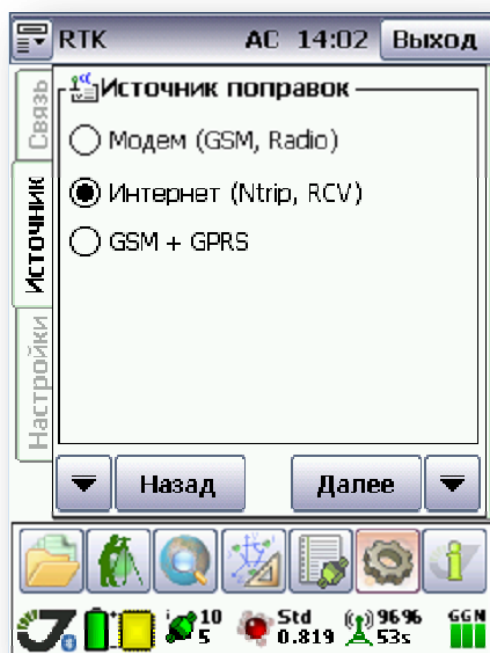 RTK AC 14:02 Выход
Связь
Источник
Настройки
Источник поправок
Модем (GSM, Radio)
Интернет (Ntrip, RCV)
GSM + GPRS
Назад Далее
10
5
Std
0.819
96%
53s
GGN